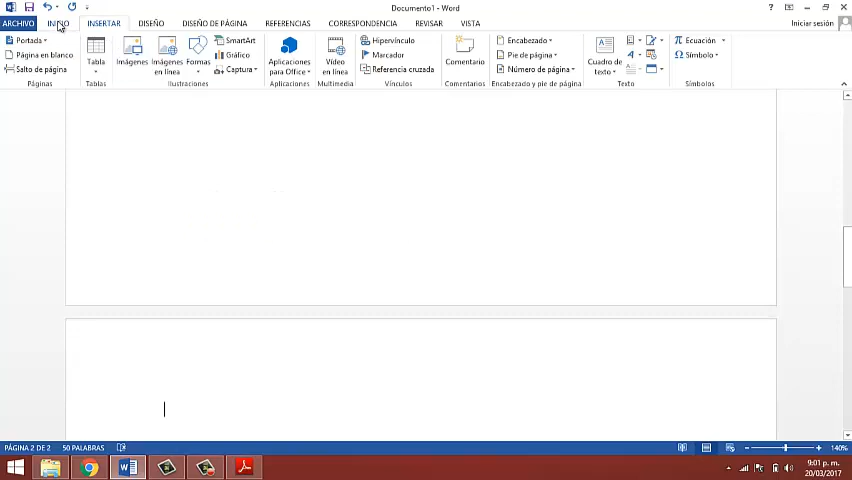 Documento1 - Word
ARCHIVO INICIO INSERTAR DISEÑO DISEÑO DE PÁGINA REFERENCIAS CORRESPONDENCIA REVISAR VISTA Iniciar sesión
Portada
Página en blanco
Salto de página
Páginas
Tabla
Tablas
Imágenes
Imágenes
en línea
Formas
SmartArt
Gráfico
Captura
Ilustraciones
Aplicaciones
para Office
Aplicaciones
Vídeo
en línea
Multimedia
Hipervínculo
Marcador
Referencia cruzada
Vínculos
Comentario
Comentarios
Encabezado
Pie de página
Número de página
Encabezado y pie de página
Cuadro de
texto
Texto
Ecuación
Símbolo
Símbolos
PÁGINA 2 DE 2 50 PALABRAS 140%
9:01 p. m.
20/03/2017